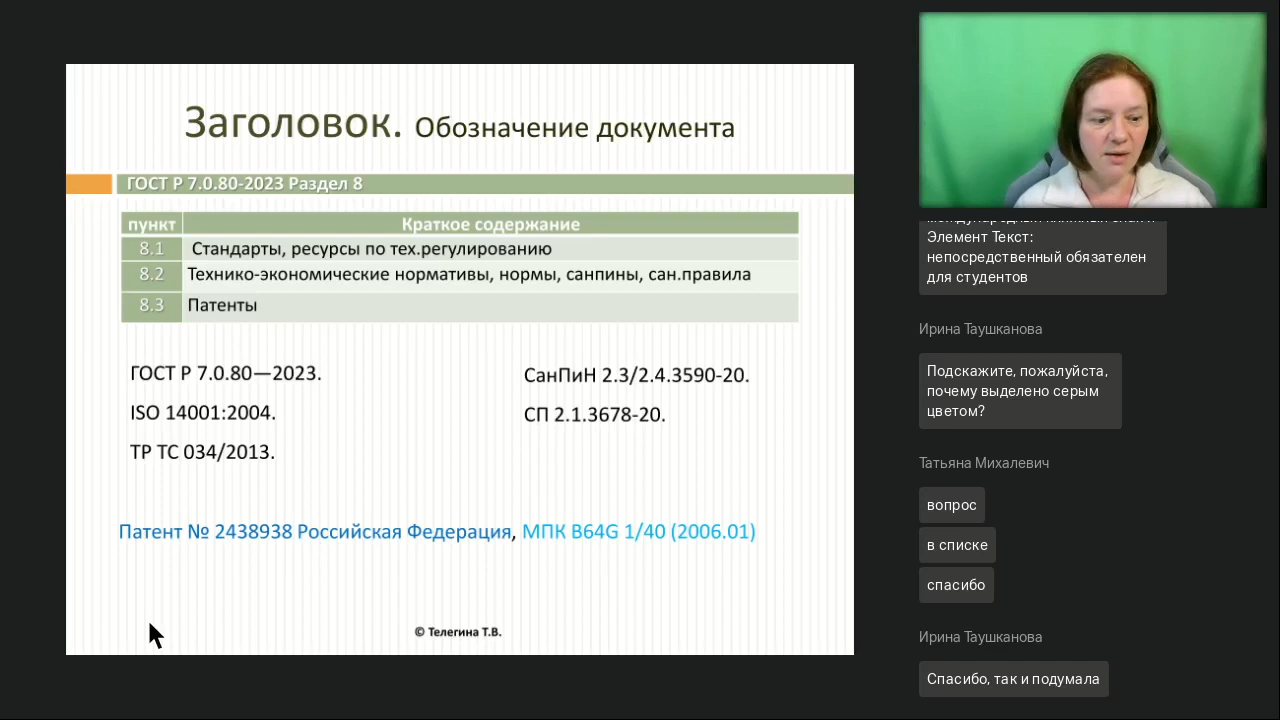 Заголовок. Обозначение документа
ГОСТ Р 7.0.80-2023 Раздел 8
пункт Краткое содержание
8.1 Стандарты, ресурсы по тех.регулированию
8.2 Технико-экономические нормативы, нормы, санпины, сан.правила
8.3 Патенты
ГОСТ Р 7.0.80—2023.
ISO 14001:2004.
ТР ТС 034/2013.
СанПиН 2.3/2.4.3590-20.
СП 2.1.3678-20.
Патент № 2438938 Российская Федерация, МПК B64G 1/40 (2006.01)
© Телегина Т.В.
Элемент Текст:
непосредственный обязателен
для студентов
Ирина Таушканова
Подскажите, пожалуйста,
почему выделено серым
цветом?
Татьяна Михалевич
вопрос
в списке
спасибо
Ирина Таушканова
Спасибо, так и подумала